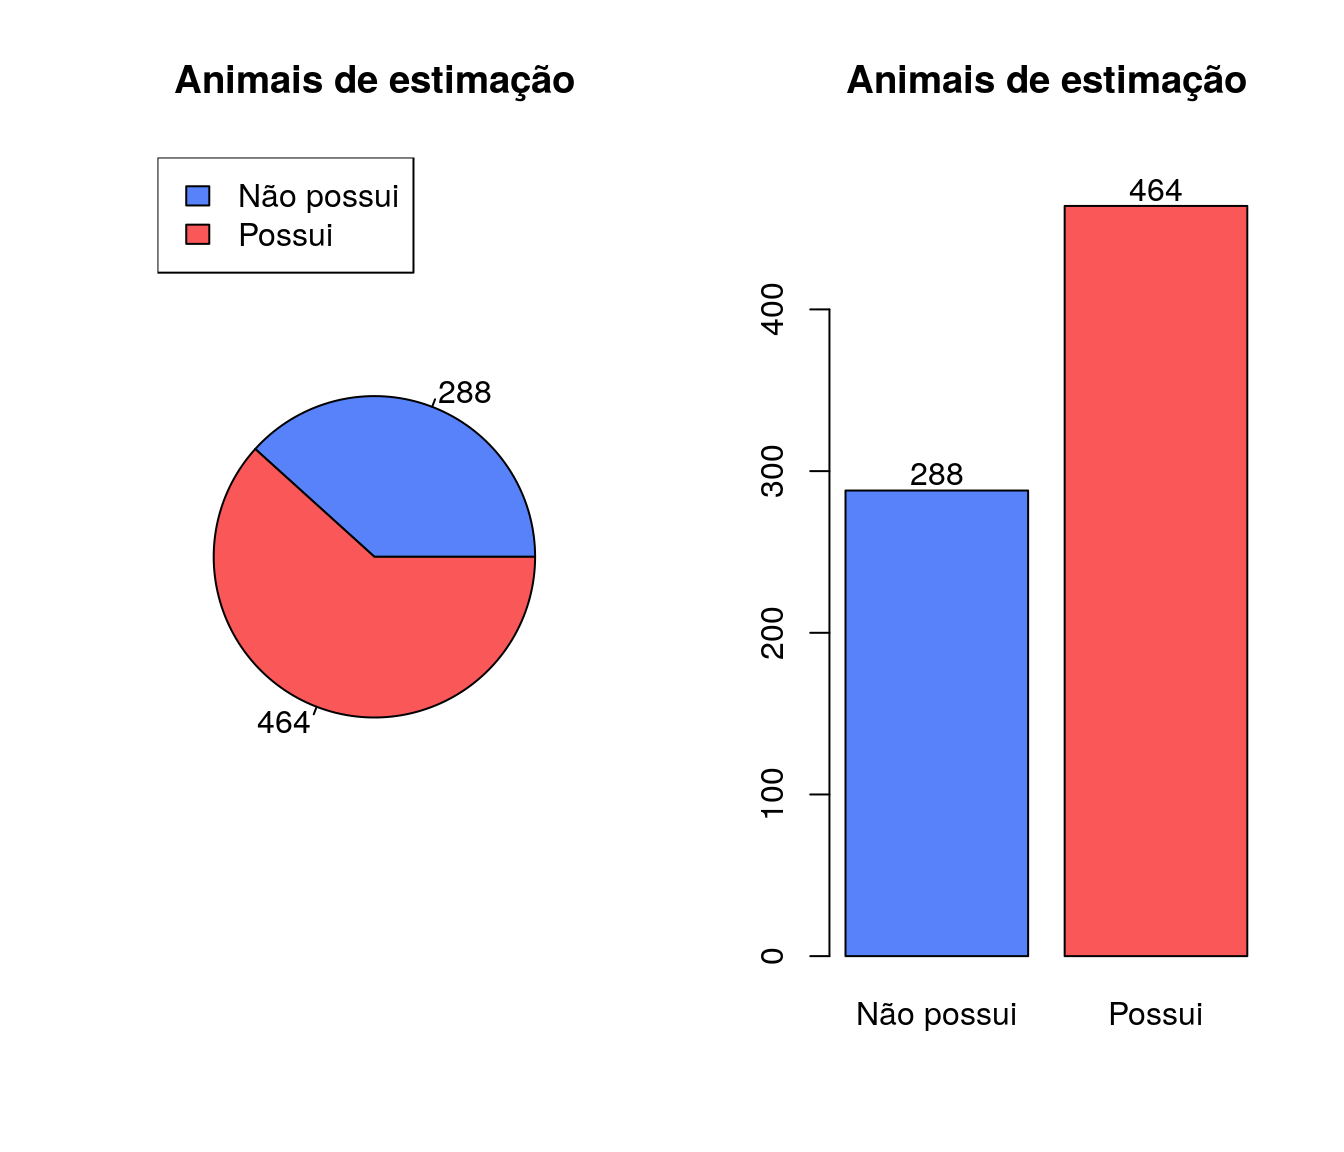 Animais de estimação
Não possui
Possui
288
464
Animais de estimação
464
288
400
300
200
100
0
Não possui
Possui